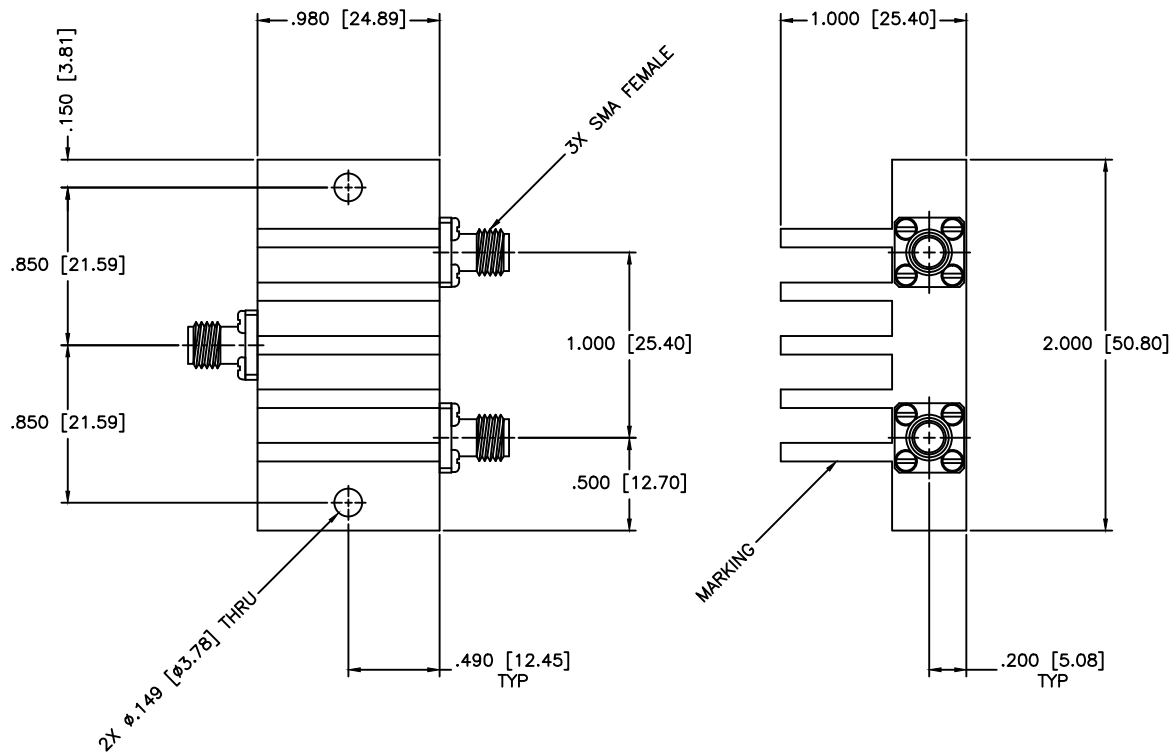 .980 [24.89]
1.000 [25.40]
.150 [3.81]
3X SMA FEMALE
.850 [21.59]
1.000 [25.40]
2.000 [50.80]
.850 [21.59]
.500 [12.70]
MARKING
2X ø.149 [ø3.78] THRU
.490 [12.45]
TYP
.200 [5.08]
TYP